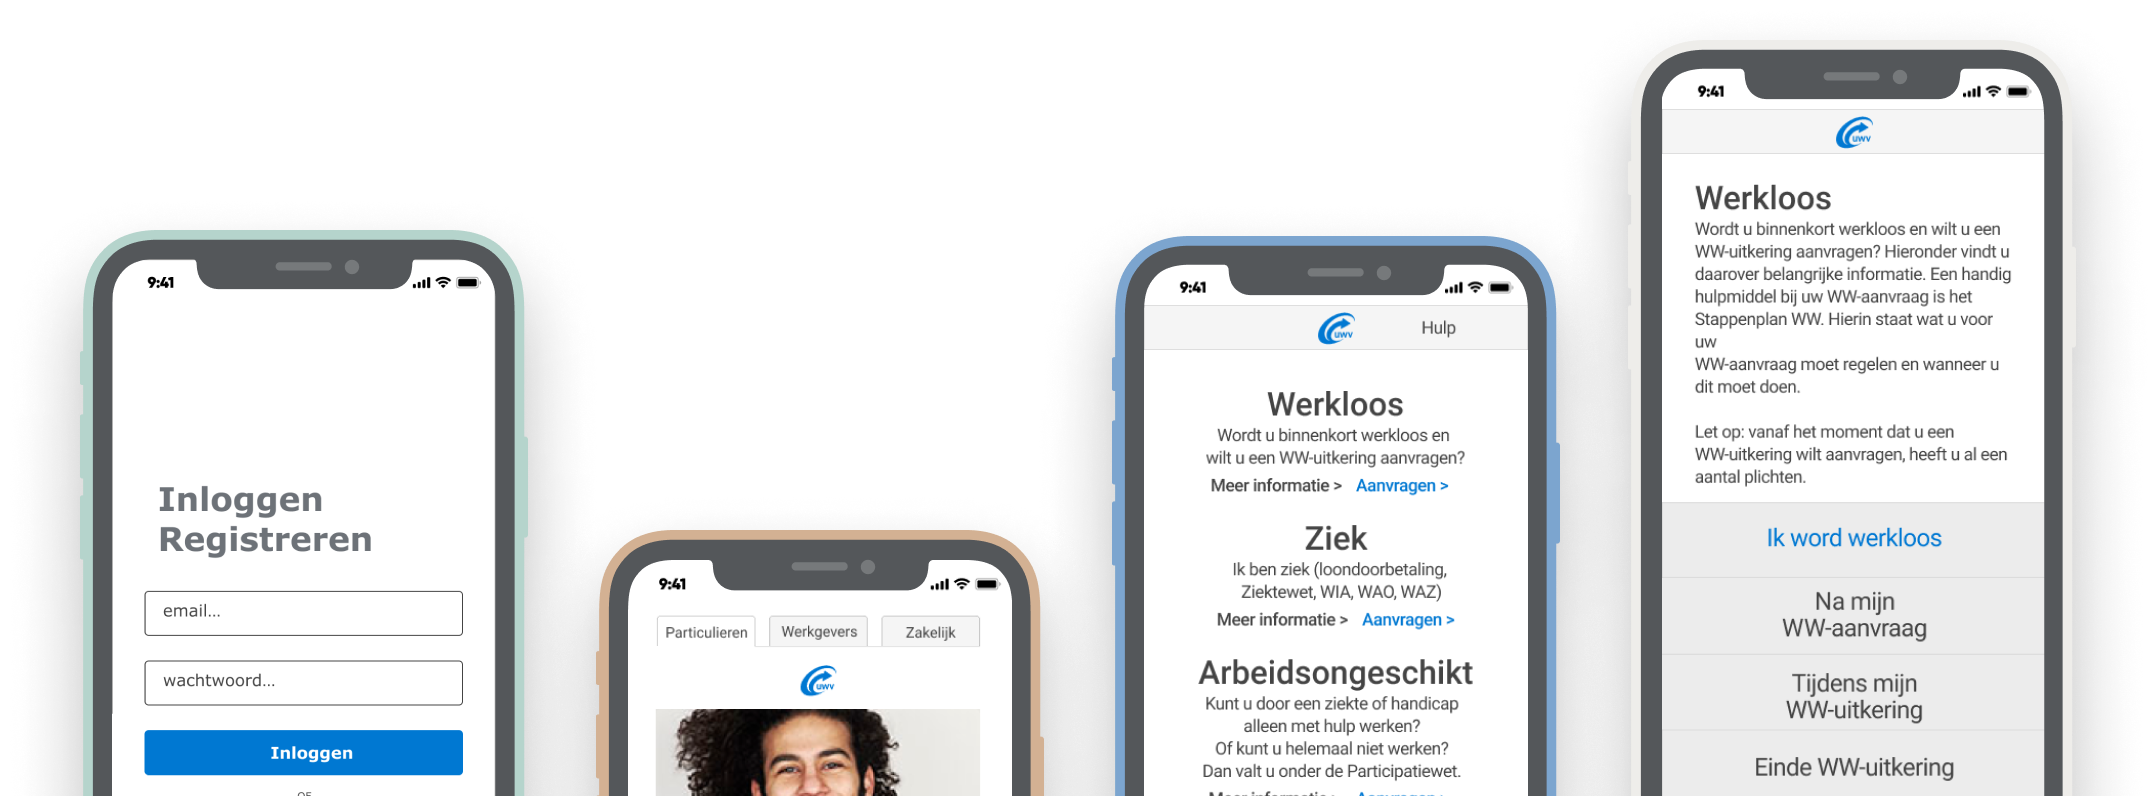 9:41
Inloggen
Registreren
email...
wachtwoord...
Inloggen
9:41
Particulieren
Werkgevers
Zakelijk
uwv
9:41
uwv
Hulp
Werkloos
Wordt u binnenkort werkloos en
wilt u een WW-uitkering aanvragen?
Meer informatie > Aanvragen >
Ziek
Ik ben ziek (loondoorbetaling,
Ziektewet, WIA, WAO, WAZ)
Meer informatie > Aanvragen >
Arbeidsongeschikt
Kunt u door een ziekte of handicap
alleen met hulp werken?
Of kunt u helemaal niet werken?
Dan valt u onder de Participatiewet.
9:41
uwv
Werkloos
Wordt u binnenkort werkloos en wilt u een
WW-uitkering aanvragen? Hieronder vindt u
daarover belangrijke informatie. Een handig
hulpmiddel bij uw WW-aanvraag is het
Stappenplan WW. Hierin staat wat u voor
uw
WW-aanvraag moet regelen en wanneer u
dit moet doen.
Let op: vanaf het moment dat u een
WW-uitkering wilt aanvragen, heeft u al een
aantal plichten.
Ik word werkloos
Na mijn
WW-aanvraag
Tijdens mijn
WW-uitkering
Einde WW-uitkering